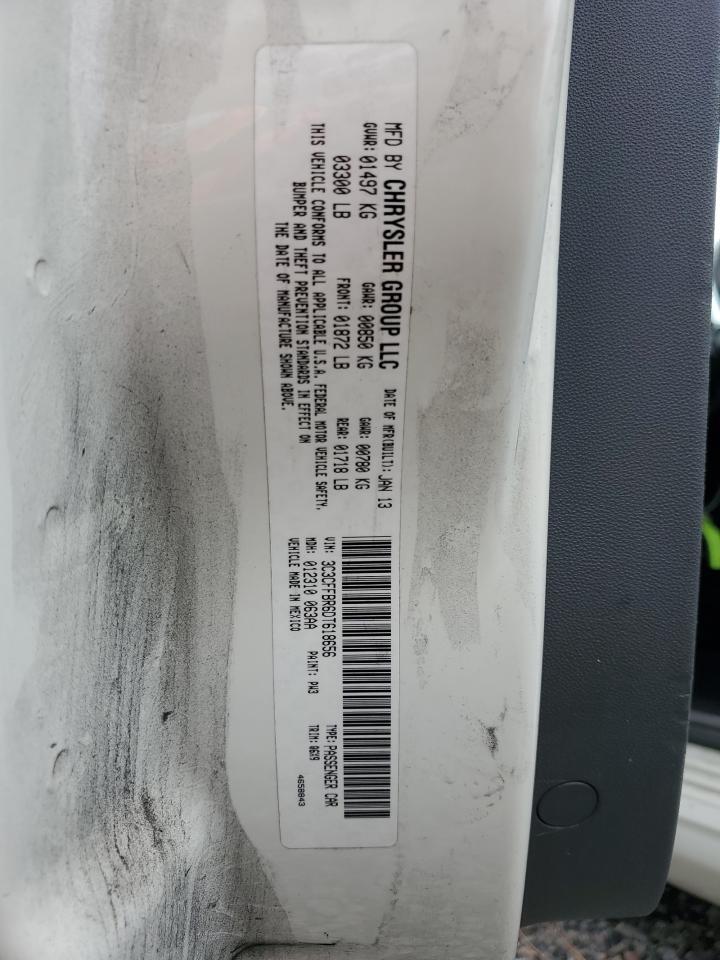 MFD BY CHRYSLER GROUP LLC DATE OF MFR(BUILT): JAN 13
GVWR: 01497 KG GAWR: 00850 KG GAWR: 00780 KG
03300 LB FRONT: 01872 LB REAR: 01718 LB
THIS VEHICLE CONFORMS TO ALL APPLICABLE U.S.A. FEDERAL MOTOR VEHICLE SAFETY,
BUMPER AND THEFT PREVENTION STANDARDS IN EFFECT ON
THE DATE OF MANUFACTURE SHOWN ABOVE.
VIN: 3C3CFFBR6DT618656 TYPE: PASSENGER CAR
MDH: 012310 063AA PAINT: PW3 TRIM: A6X9
VEHICLE MADE IN MEXICO
4658843